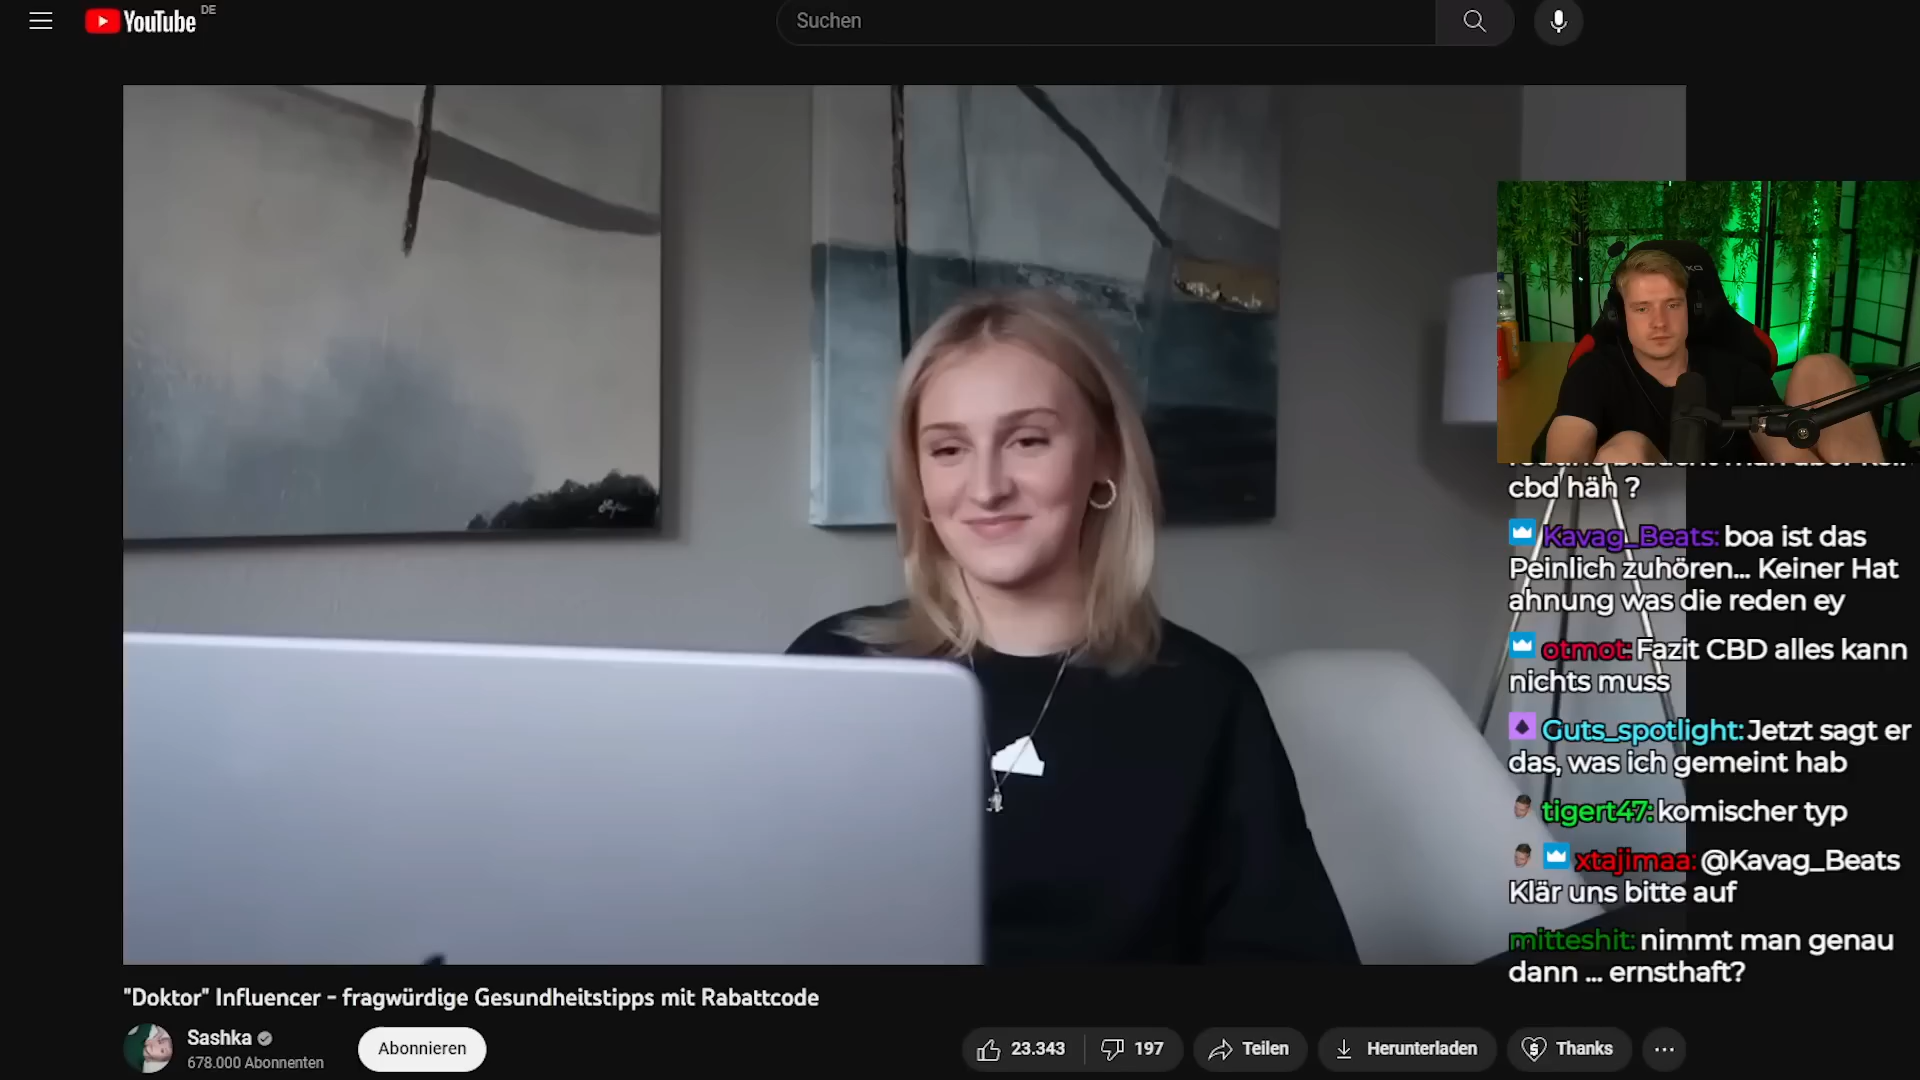 YouTube DE
Suchen
cbd häh ?
Kavag_Beats: boa ist das
Peinlich zuhören... Keiner Hat
ahnung was die reden ey
otmot: Fazit CBD alles kann
nichts muss
Guts_spotlight: Jetzt sagt er
das, was ich gemeint hab
tigert47: komischer typ
xtajimaa: @Kavag_Beats
Klär uns bitte auf
mitteshit: nimmt man genau
dann ... ernsthaft?
"Doktor" Influencer - fragwürdige Gesundheitstipps mit Rabattcode
Sashka
678.000 Abonnenten
Abonnieren
23.343
197
Teilen
Herunterladen
Thanks